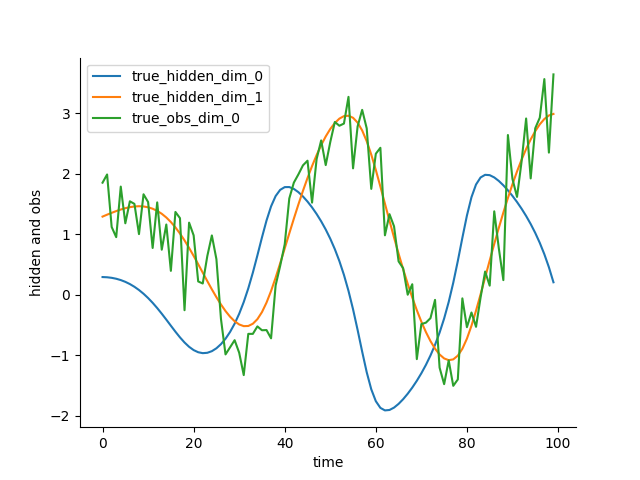 true_hidden_dim_0
true_hidden_dim_1
true_obs_dim_0
hidden and obs
3
2
1
0
−1
−2
0 20 40 60 80 100
time